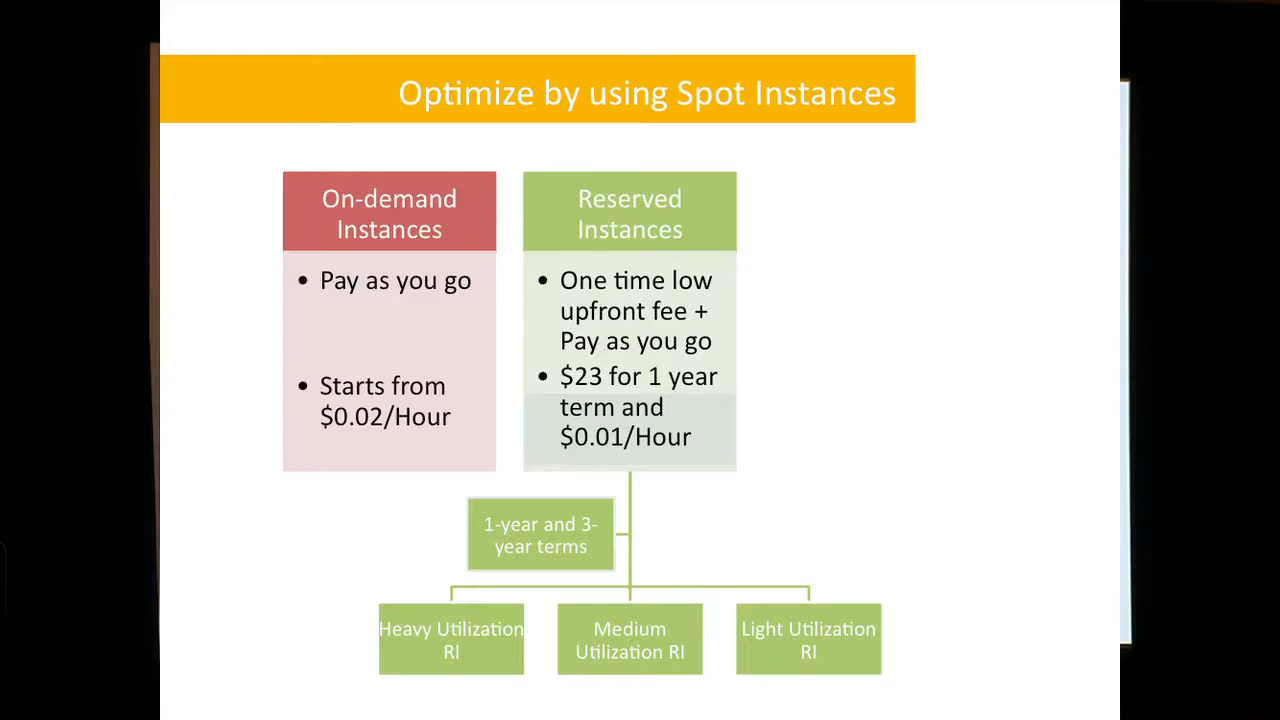 Optimize by using Spot Instances
On-demand
Instances
• Pay as you go
• Starts from
$0.02/Hour
Reserved
Instances
• One time low
upfront fee +
Pay as you go
• $23 for 1 year
term and
$0.01/Hour
1-year and 3-
year terms
Heavy Utilization
RI
Medium
Utilization RI
Light Utilization
RI